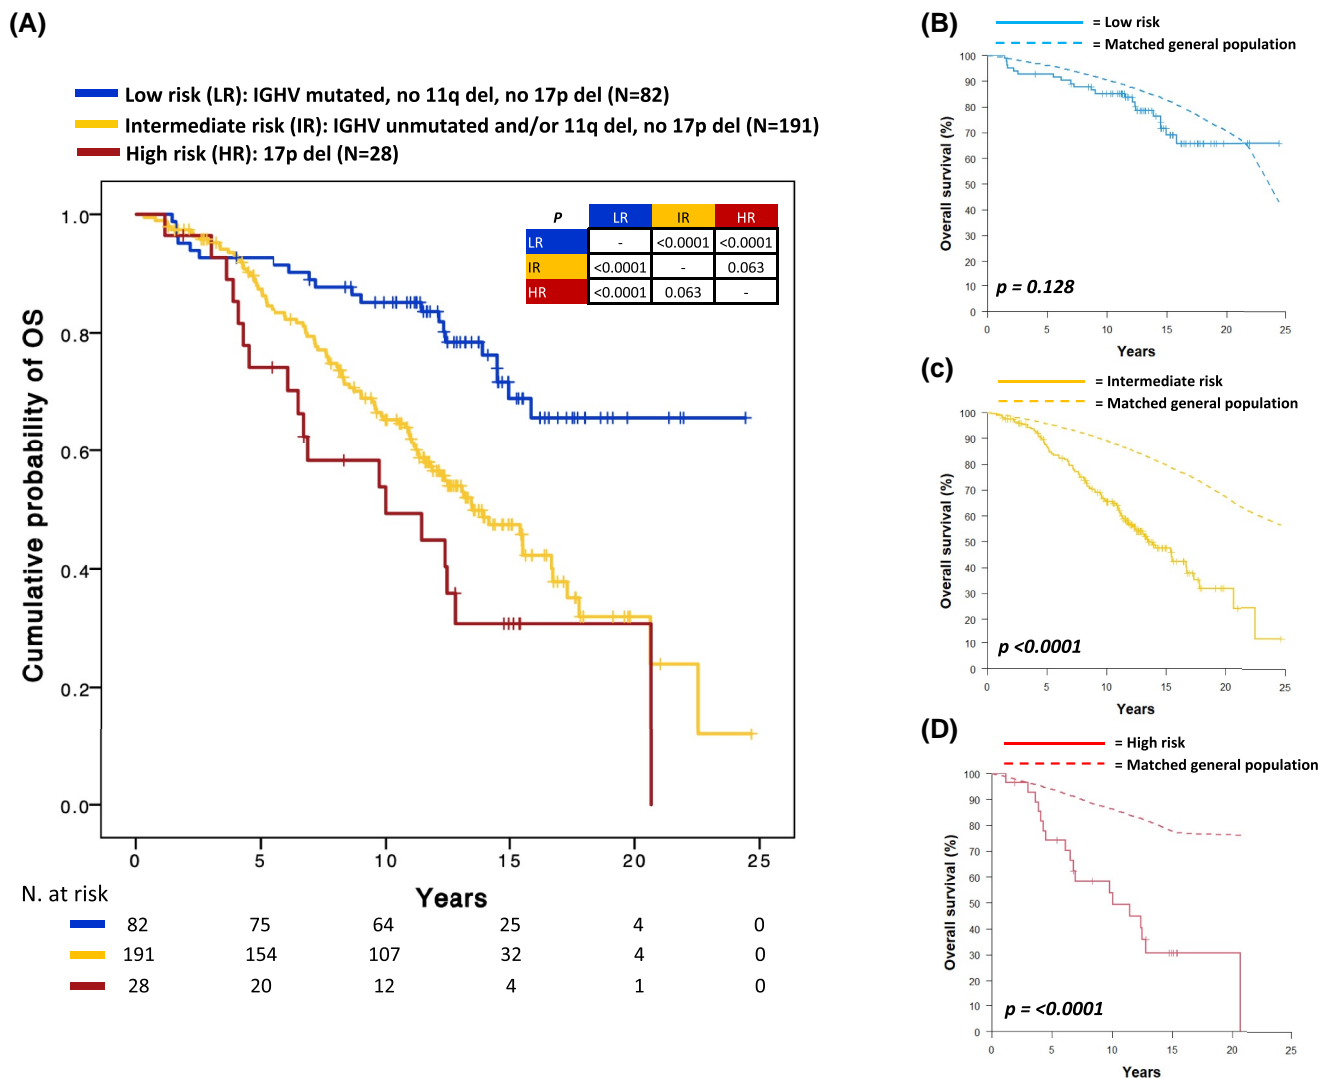 (A)
Low risk (LR): IGHV mutated, no 11q del, no 17p del (N=82)
Intermediate risk (IR): IGHV unmutated and/or 11q del, no 17p del (N=191)
High risk (HR): 17p del (N=28)
P LR IR HR
LR - <0.0001 <0.0001
IR <0.0001 - 0.063
HR <0.0001 0.063 -
Cumulative probability of OS
1.0
0.8
0.6
0.4
0.2
0.0
0 5 10 15 20 25
Years
N. at risk
82 75 64 25 4 0
191 154 107 32 4 0
28 20 12 4 1 0
(B)
= Low risk
= Matched general population
Overall survival (%)
100
90
80
70
60
50
40
30
20
10
0
p = 0.128
0 5 10 15 20 25
Years
(c)
= Intermediate risk
= Matched general population
Overall survival (%)
100
90
80
70
60
50
40
30
20
10
0
p <0.0001
0 5 10 15 20 25
Years
(D)
= High risk
= Matched general population
Overall survival (%)
100
90
80
70
60
50
40
30
20
10
0
p = <0.0001
0 5 10 15 20 25
Years